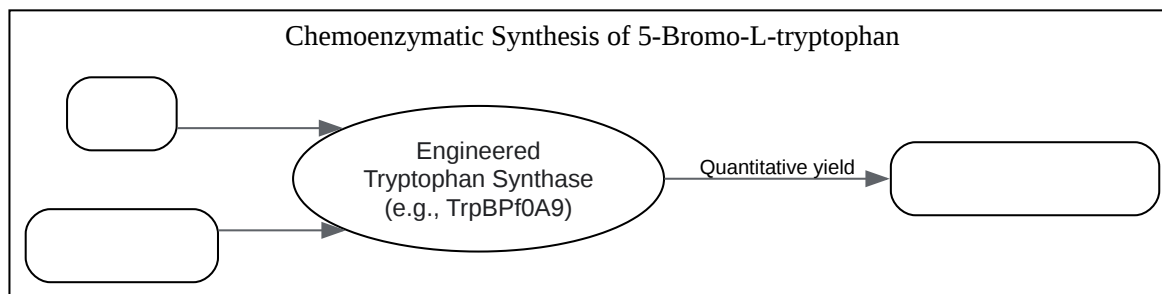 Chemoenzymatic Synthesis of 5-Bromo-L-tryptophan
Engineered
Tryptophan Synthase
(e.g., TrpBPf0A9)
Quantitative yield